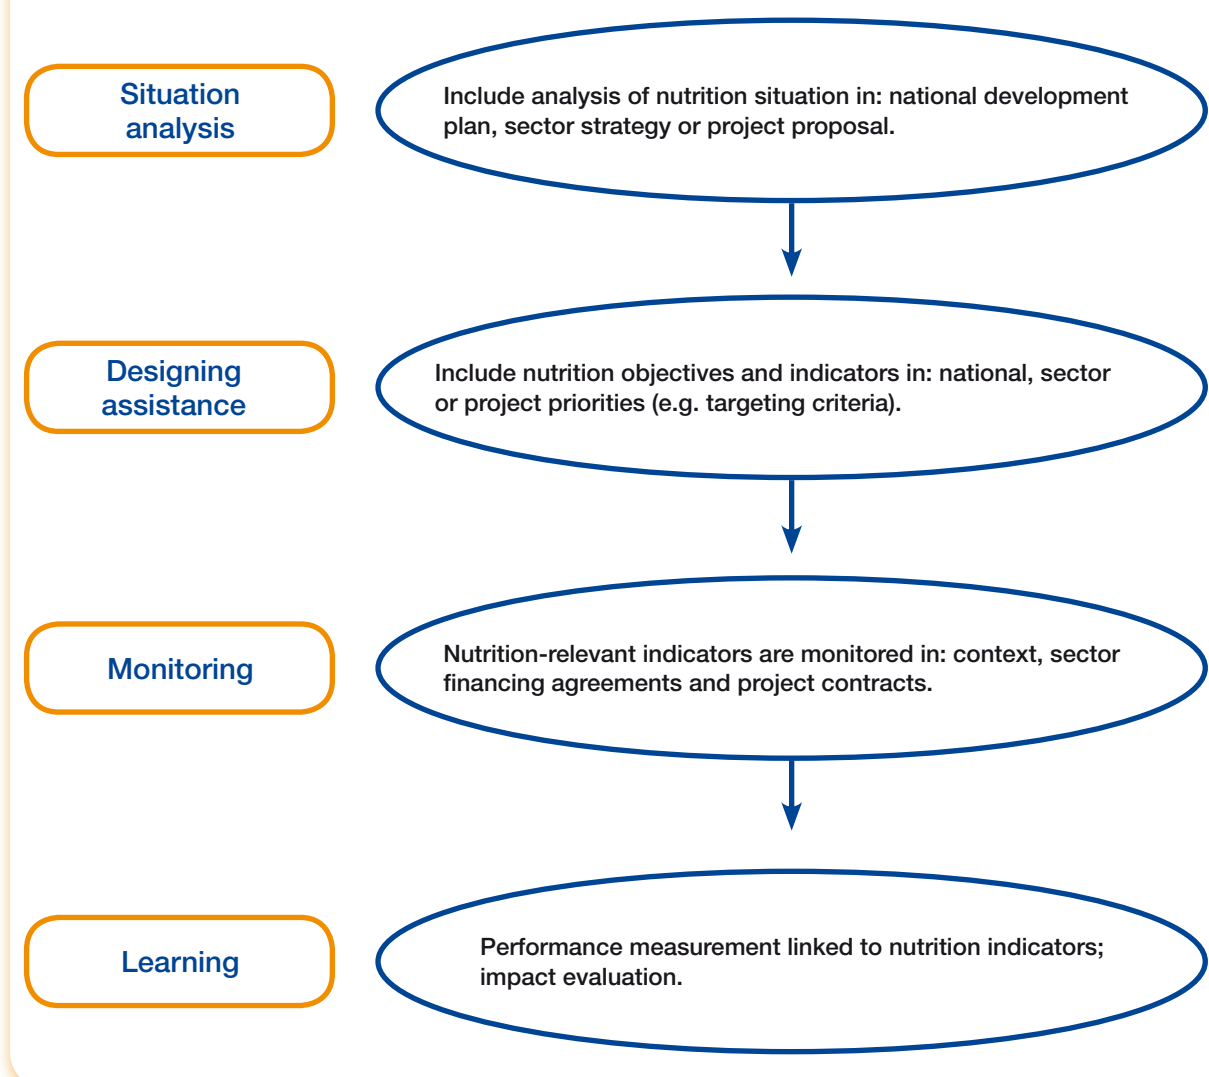 Situation
analysis
Include analysis of nutrition situation in: national development
plan, sector strategy or project proposal.
Designing
assistance
Include nutrition objectives and indicators in: national, sector
or project priorities (e.g. targeting criteria).
Monitoring
Nutrition-relevant indicators are monitored in: context, sector
financing agreements and project contracts.
Learning
Performance measurement linked to nutrition indicators;
impact evaluation.